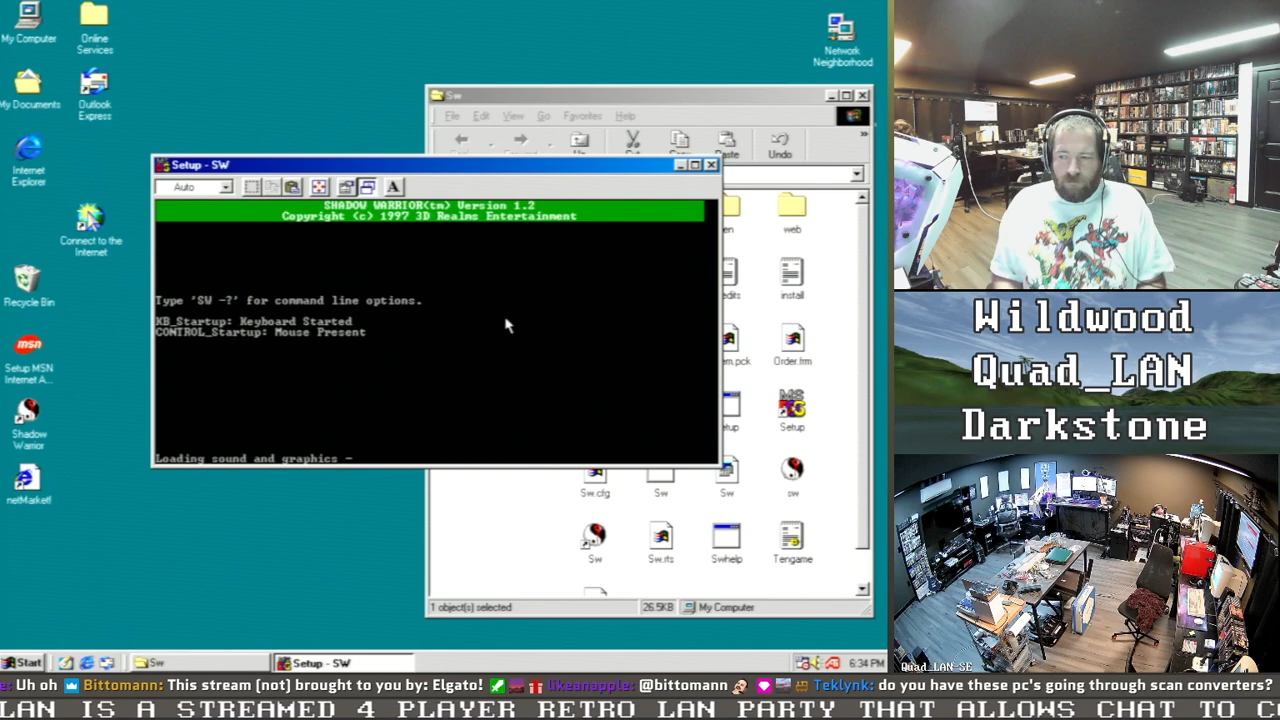 My Computer
Online
Services
Network
Neighborhood
My Documents
Outlook
Express
Internet
Explorer
Connect to the
Internet
Recycle Bin
Setup MSN
Internet A...
Shadow
Warrior
netMarket!
Sw
File Edit View Go Favorites Help
Undo
web
install
Order.frm
Setup
Sw.cfg
Sw
Sw
sw
Sw
Sw.rts
Swhelp
Tengame
1 object(s) selected
26.5KB
My Computer
Setup - SW
Auto
SHADOW WARRIOR(tm) Version 1.2
Copyright (c) 1997 3D Realms Entertainment
Type 'SW -?' for command line options.
KB_Startup: Keyboard Started
CONTROL_Startup: Mouse Present
Loading sound and graphics -
Start
Sw
Setup - SW
6:34 PM
Wildwood
Quad_LAN
Darkstone
Quad_LAN-SE
e: Uh oh Bittomann: This stream [not] brought to you by: Elgato! likeanapple: @bittomann Teklynk: do you have these pc's going through scan converters?
LAN IS A STREAMED 4 PLAYER RETRO LAN PARTY THAT ALLOWS CHAT TO C